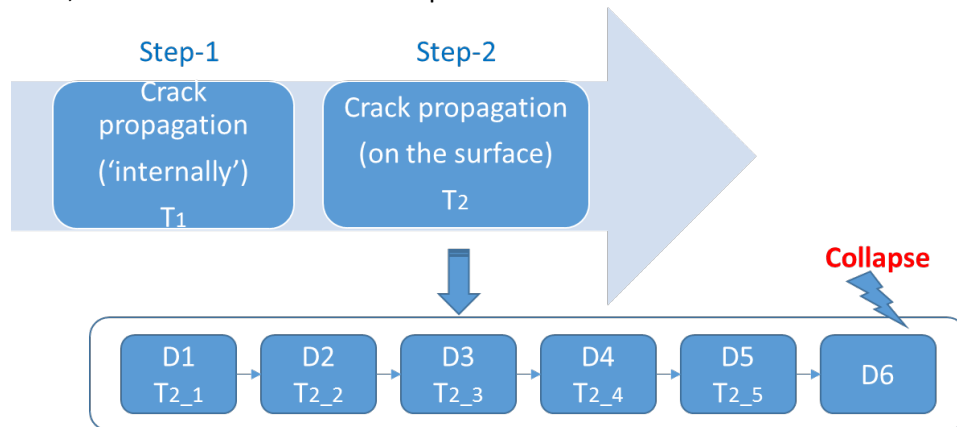 Step-1
Step-2
Crack
propagation
('internally')
T1
Crack propagation
(on the surface)
T2
Collapse
D1
T2_1
D2
T2_2
D3
T2_3
D4
T2_4
D5
T2_5
D6